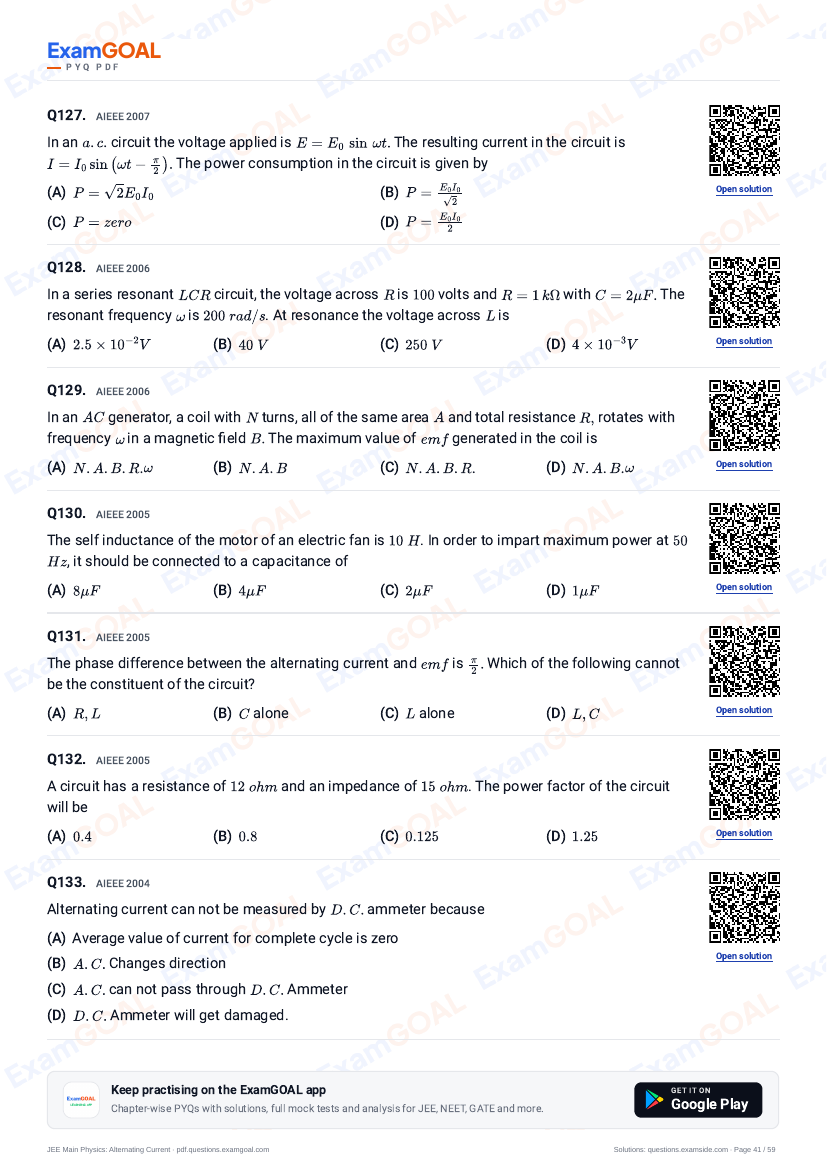 ExamGOAL
PYQ PDF
Q127. AIEEE 2007
In an a.c. circuit the voltage applied is E = E₀ sin ωt. The resulting current in the circuit is
I = I₀ sin (ωt − π/2). The power consumption in the circuit is given by
(A) P = √2E₀I₀ (B) P = E₀I₀/√2
(C) P = zero (D) P = E₀I₀/2
Open solution
Q128. AIEEE 2006
In a series resonant LCR circuit, the voltage across R is 100 volts and R = 1 kΩ with C = 2μF. The
resonant frequency ω is 200 rad/s. At resonance the voltage across L is
(A) 2.5 × 10⁻²V (B) 40 V (C) 250 V (D) 4 × 10⁻³V
Open solution
Q129. AIEEE 2006
In an AC generator, a coil with N turns, all of the same area A and total resistance R, rotates with
frequency ω in a magnetic field B. The maximum value of emf generated in the coil is
(A) N.A.B.R.ω (B) N.A.B (C) N.A.B.R. (D) N.A.B.ω
Open solution
Q130. AIEEE 2005
The self inductance of the motor of an electric fan is 10 H. In order to impart maximum power at 50
Hz, it should be connected to a capacitance of
(A) 8μF (B) 4μF (C) 2μF (D) 1μF
Open solution
Q131. AIEEE 2005
The phase difference between the alternating current and emf is π/2. Which of the following cannot
be the constituent of the circuit?
(A) R, L (B) C alone (C) L alone (D) L, C
Open solution
Q132. AIEEE 2005
A circuit has a resistance of 12 ohm and an impedance of 15 ohm. The power factor of the circuit
will be
(A) 0.4 (B) 0.8 (C) 0.125 (D) 1.25
Open solution
Q133. AIEEE 2004
Alternating current can not be measured by D.C. ammeter because
(A) Average value of current for complete cycle is zero
(B) A.C. Changes direction
(C) A.C. can not pass through D.C. Ammeter
(D) D.C. Ammeter will get damaged.
Open solution
ExamGOAL
Keep practising on the ExamGOAL app
Chapter-wise PYQs with solutions, full mock tests and analysis for JEE, NEET, GATE and more.
GET IT ON
Google Play
JEE Main Physics: Alternating Current · pdf.questions.examgoal.com Solutions: questions.examside.com · Page 41 / 59